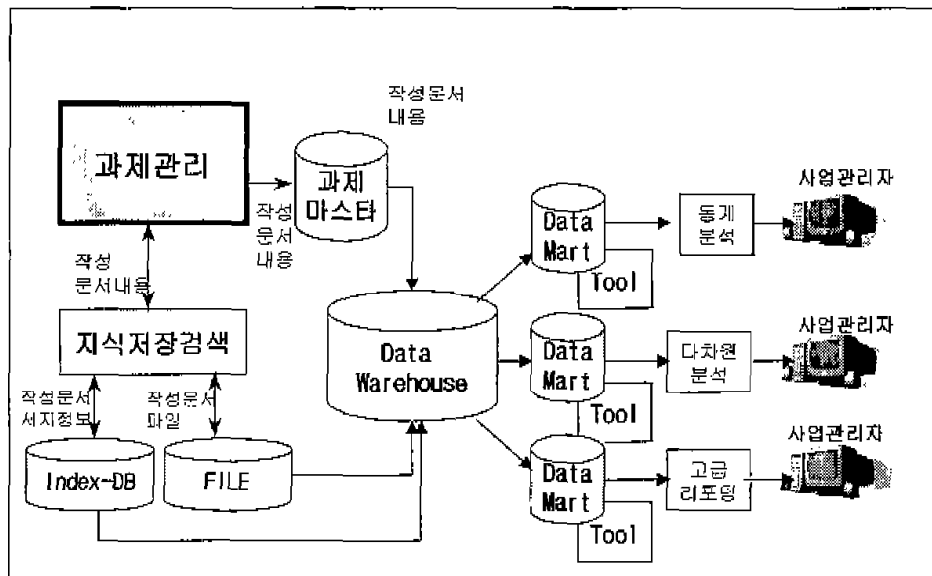 작성문서
내용
과제관리
과제
마스타
작성
문서
내용
작성
문서내용
지식저장검색
작성문서
서지정보
작성문서
파일
Index-DB
FILE
Data
Warehouse
Data
Mart
Tool
통계
분석
사업관리자
Data
Mart
Tool
다차원
분석
사업관리자
Data
Mart
Tool
고급
리포팅
사업관리자